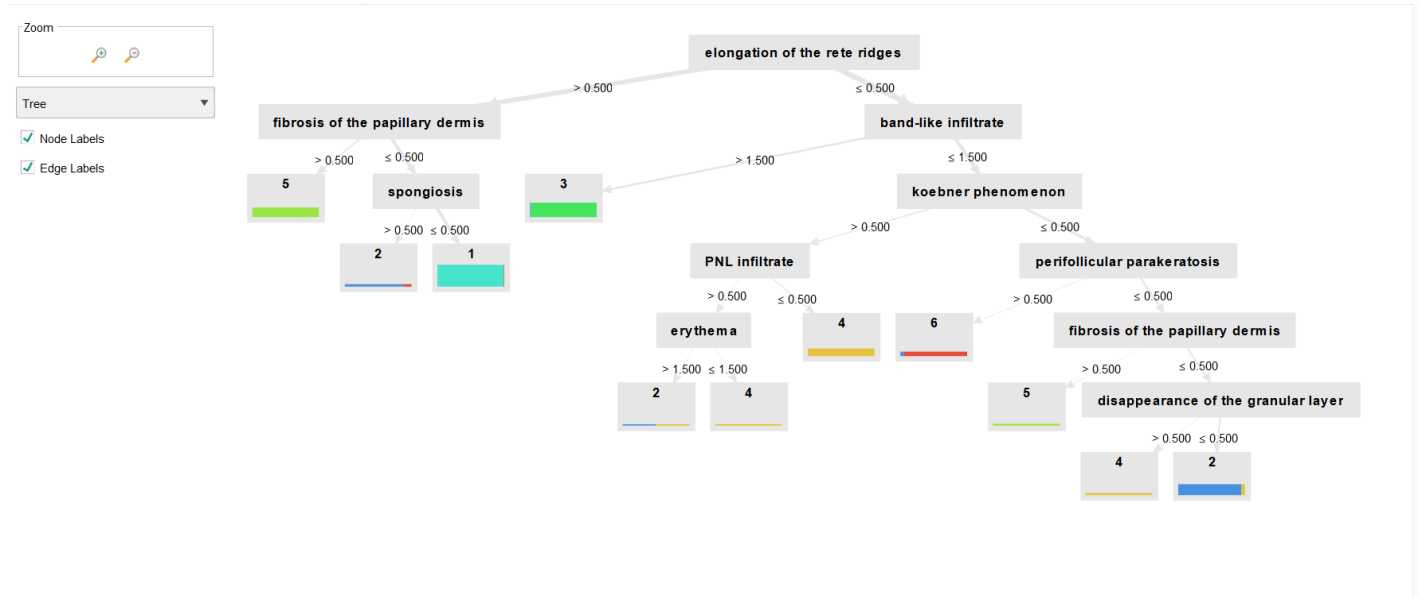 Zoom
Tree
Node Labels
Edge Labels
elongation of the rete ridges
> 0.500
≤ 0.500
fibrosis of the papillary dermis
band-like infiltrate
> 0.500
≤ 0.500
> 1.500
≤ 1.500
5
spongiosis
3
koebner phenomenon
> 0.500
≤ 0.500
> 0.500
≤ 0.500
2
1
PNL infiltrate
perifollicular parakeratosis
> 0.500
≤ 0.500
> 0.500
≤ 0.500
erythema
4
6
fibrosis of the papillary dermis
> 1.500
≤ 1.500
> 0.500
≤ 0.500
2
4
5
disappearance of the granular layer
> 0.500
≤ 0.500
4
2